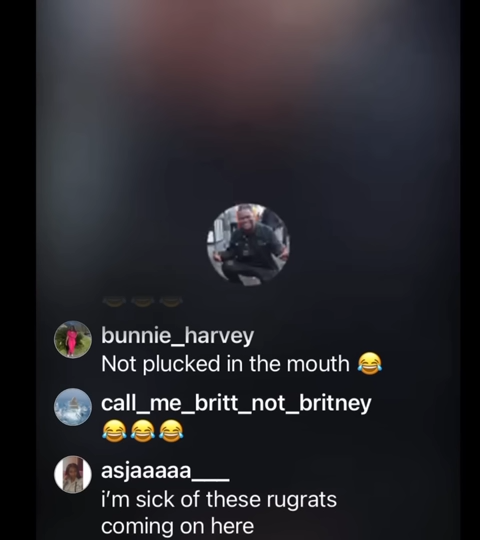 😂😂😂
bunnie_harvey
Not plucked in the mouth 😂
call_me_britt_not_britney
😂😂😂
asjaaaaa___
i’m sick of these rugrats
coming on here